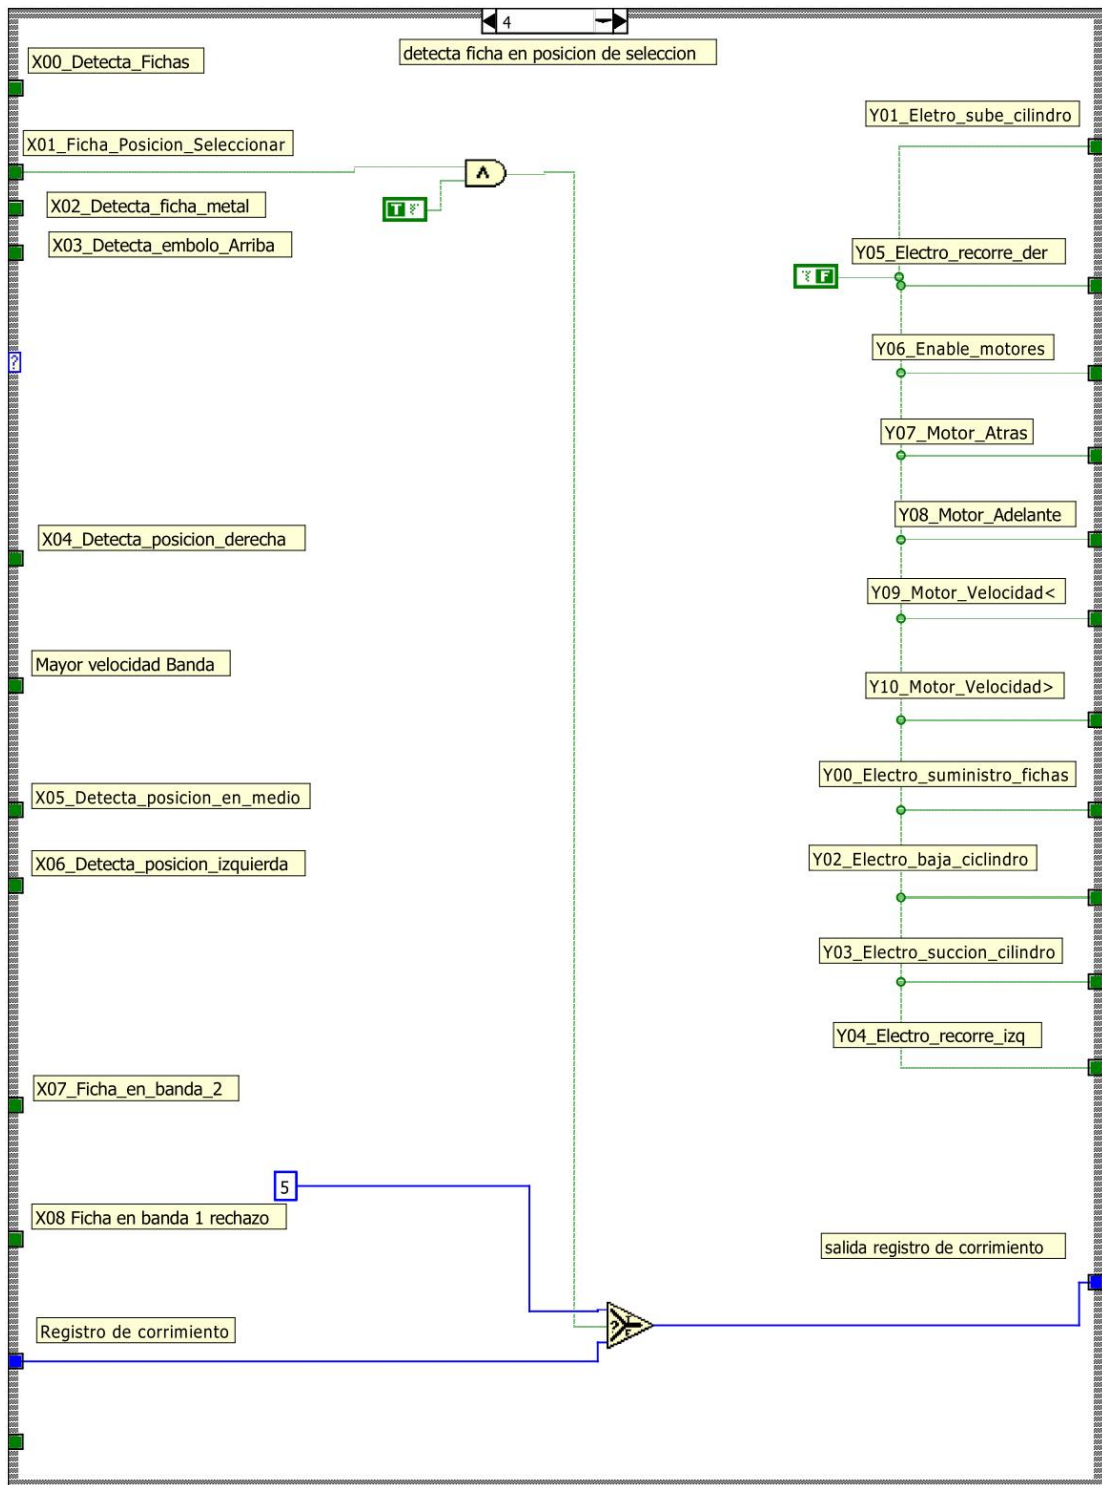 4
detecta ficha en posicion de seleccion
X00_Detecta_Fichas
Y01_Eletro_sube_cilindro
X01_Ficha_Posicion_Seleccionar
X02_Detecta_ficha_metal
T
X03_Detecta_embolo_Arriba
Y05_Electro_recorre_der
F
?
Y06_Enable_motores
Y07_Motor_Atras
Y08_Motor_Adelante
X04_Detecta_posicion_derecha
Y09_Motor_Velocidad<
Mayor velocidad Banda
Y10_Motor_Velocidad>
Y00_Electro_suministro_fichas
X05_Detecta_posicion_en_medio
X06_Detecta_posicion_izquierda
Y02_Electro_baja_ciclindro
Y03_Electro_succion_cilindro
Y04_Electro_recorre_izq
X07_Ficha_en_banda_2
5
X08 Ficha en banda 1 rechazo
salida registro de corrimiento
Registro de corrimiento
?